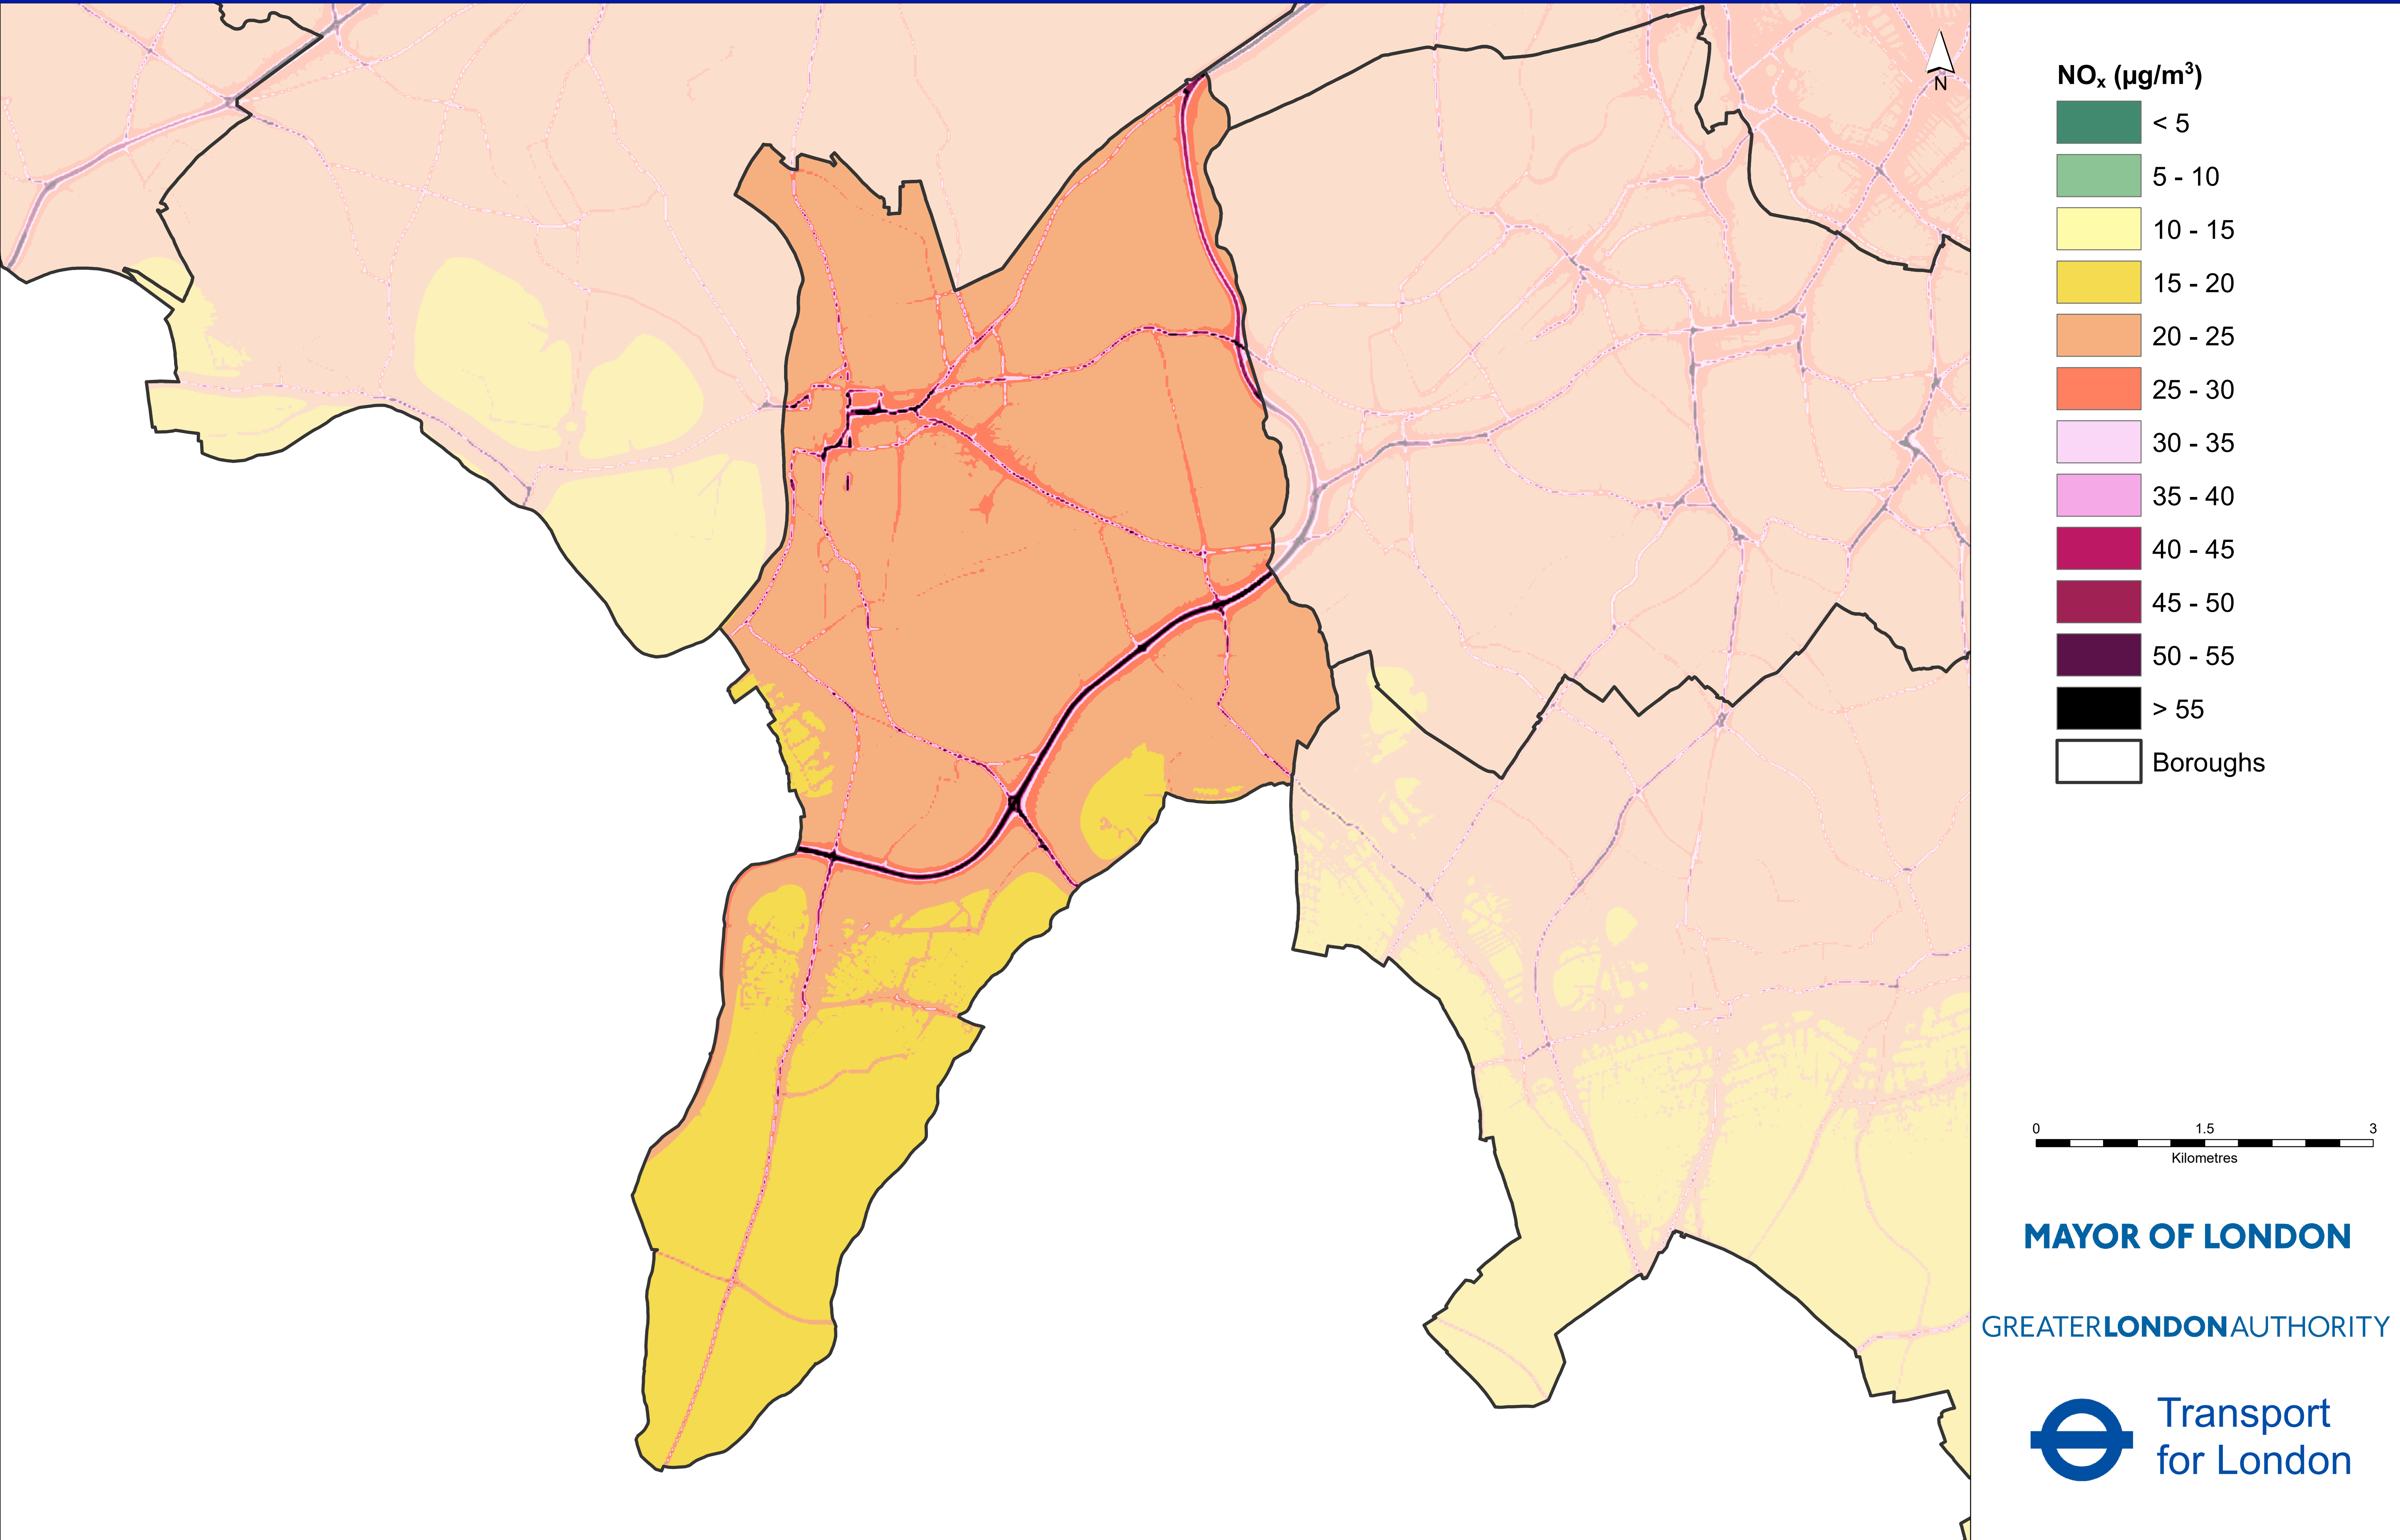 N
NOx (µg/m³)
< 5
5 - 10
10 - 15
15 - 20
20 - 25
25 - 30
30 - 35
35 - 40
40 - 45
45 - 50
50 - 55
> 55
Boroughs
0 1.5 3
Kilometres
MAYOR OF LONDON
GREATERLONDONAUTHORITY
Transport
for London